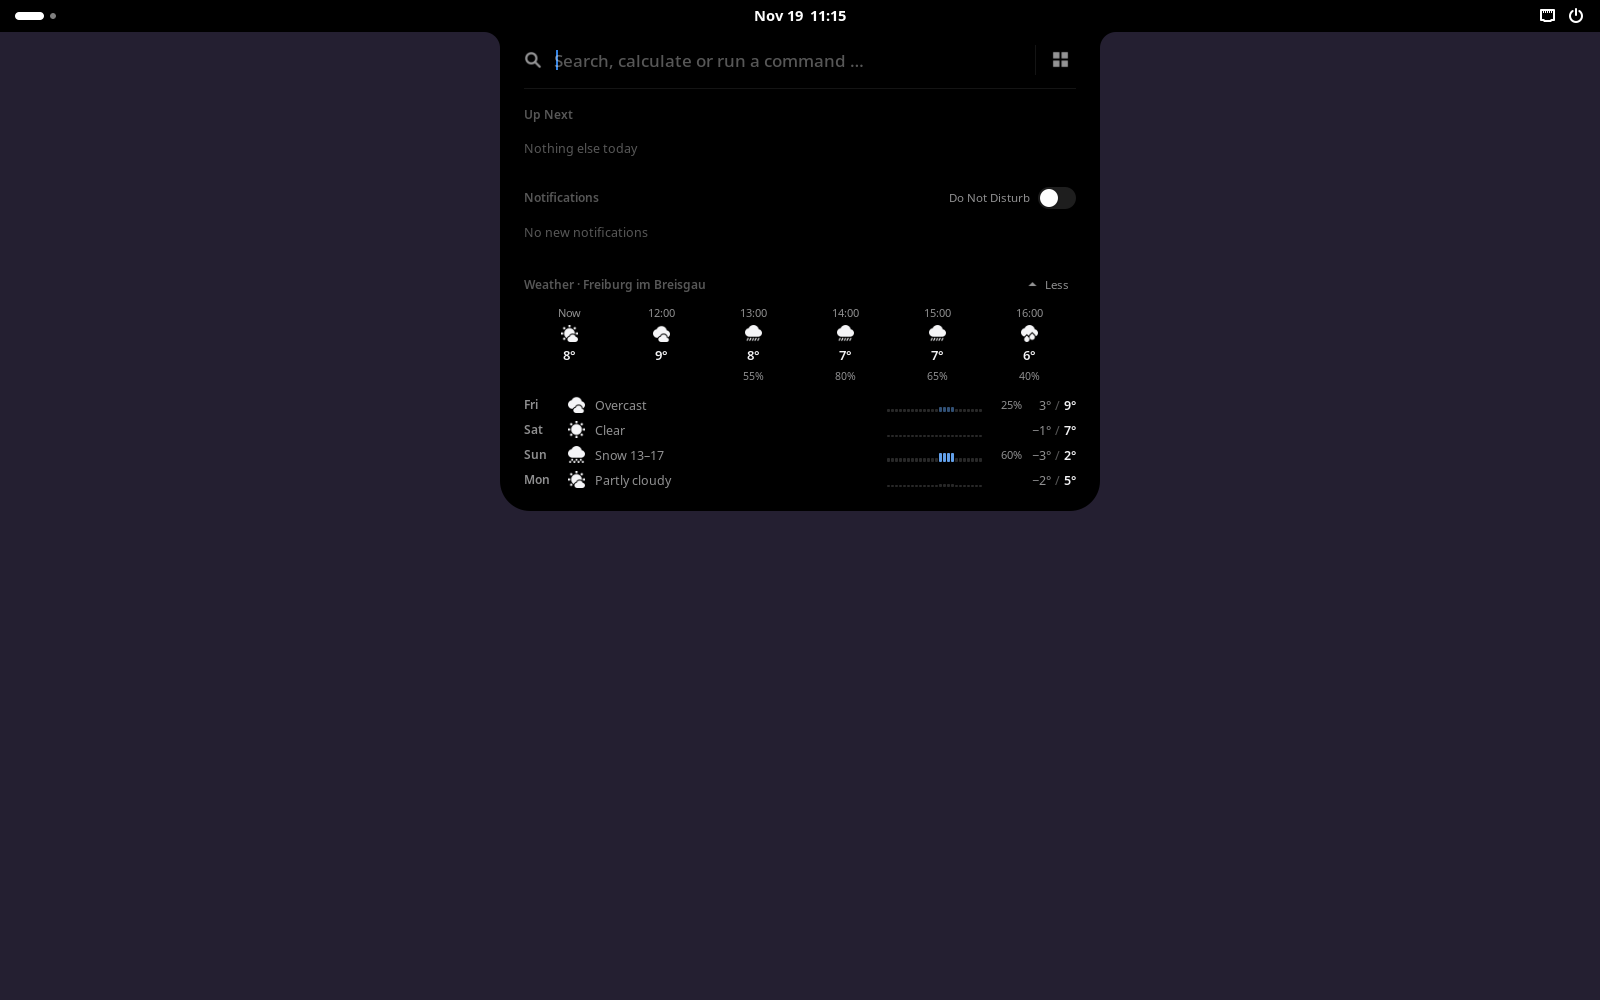 Nov 19 11:15
Search, calculate or run a command ...
Up Next
Nothing else today
Notifications Do Not Disturb
No new notifications
Weather · Freiburg im Breisgau Less
Now 12:00 13:00 14:00 15:00 16:00
8° 9° 8° 7° 7° 6°
55% 80% 65% 40%
Fri Overcast 25% 3° / 9°
Sat Clear −1° / 7°
Sun Snow 13–17 60% −3° / 2°
Mon Partly cloudy −2° / 5°